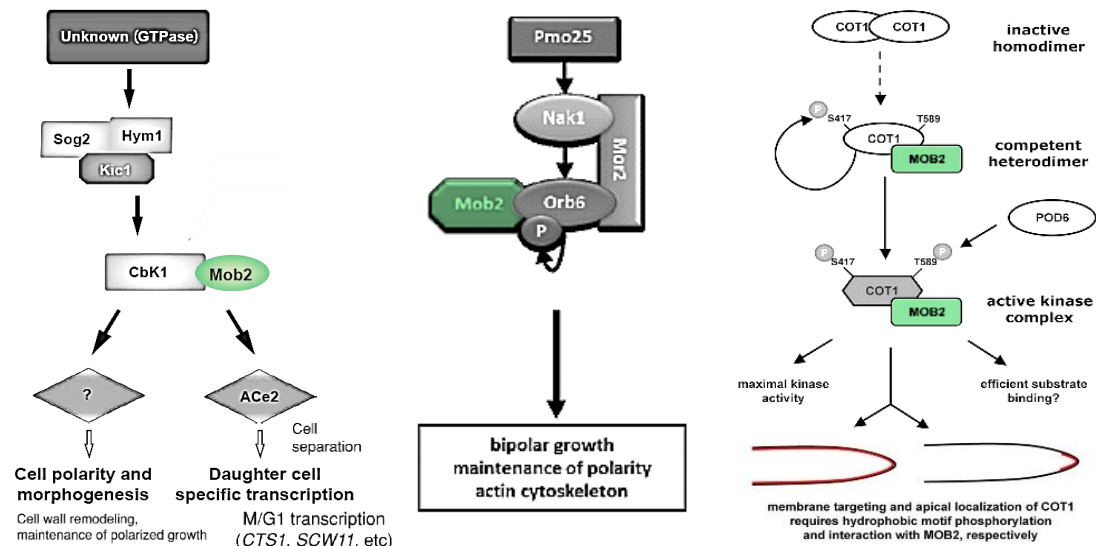 Unknown (GTPase)
Sog2
Hym1
Kic1
CbK1
Mob2
?
ACe2
Cell
separation
Cell polarity and
morphogenesis
Cell wall remodeling,
maintenance of polarized growth
Daughter cell
specific transcription
M/G1 transcription
(CTS1, SCW11, etc)
Pmo25
Nak1
Mor2
Mob2
Orb6
P
bipolar growth
maintenance of polarity
actin cytoskeleton
COT1
COT1
inactive
homodimer
P
S417
T589
COT1
MOB2
competent
heterodimer
POD6
P
S417
T589
P
COT1
MOB2
active kinase
complex
maximal kinase
activity
efficient substrate
binding?
membrane targeting and apical localization of COT1
requires hydrophobic motif phosphorylation
and interaction with MOB2, respectively